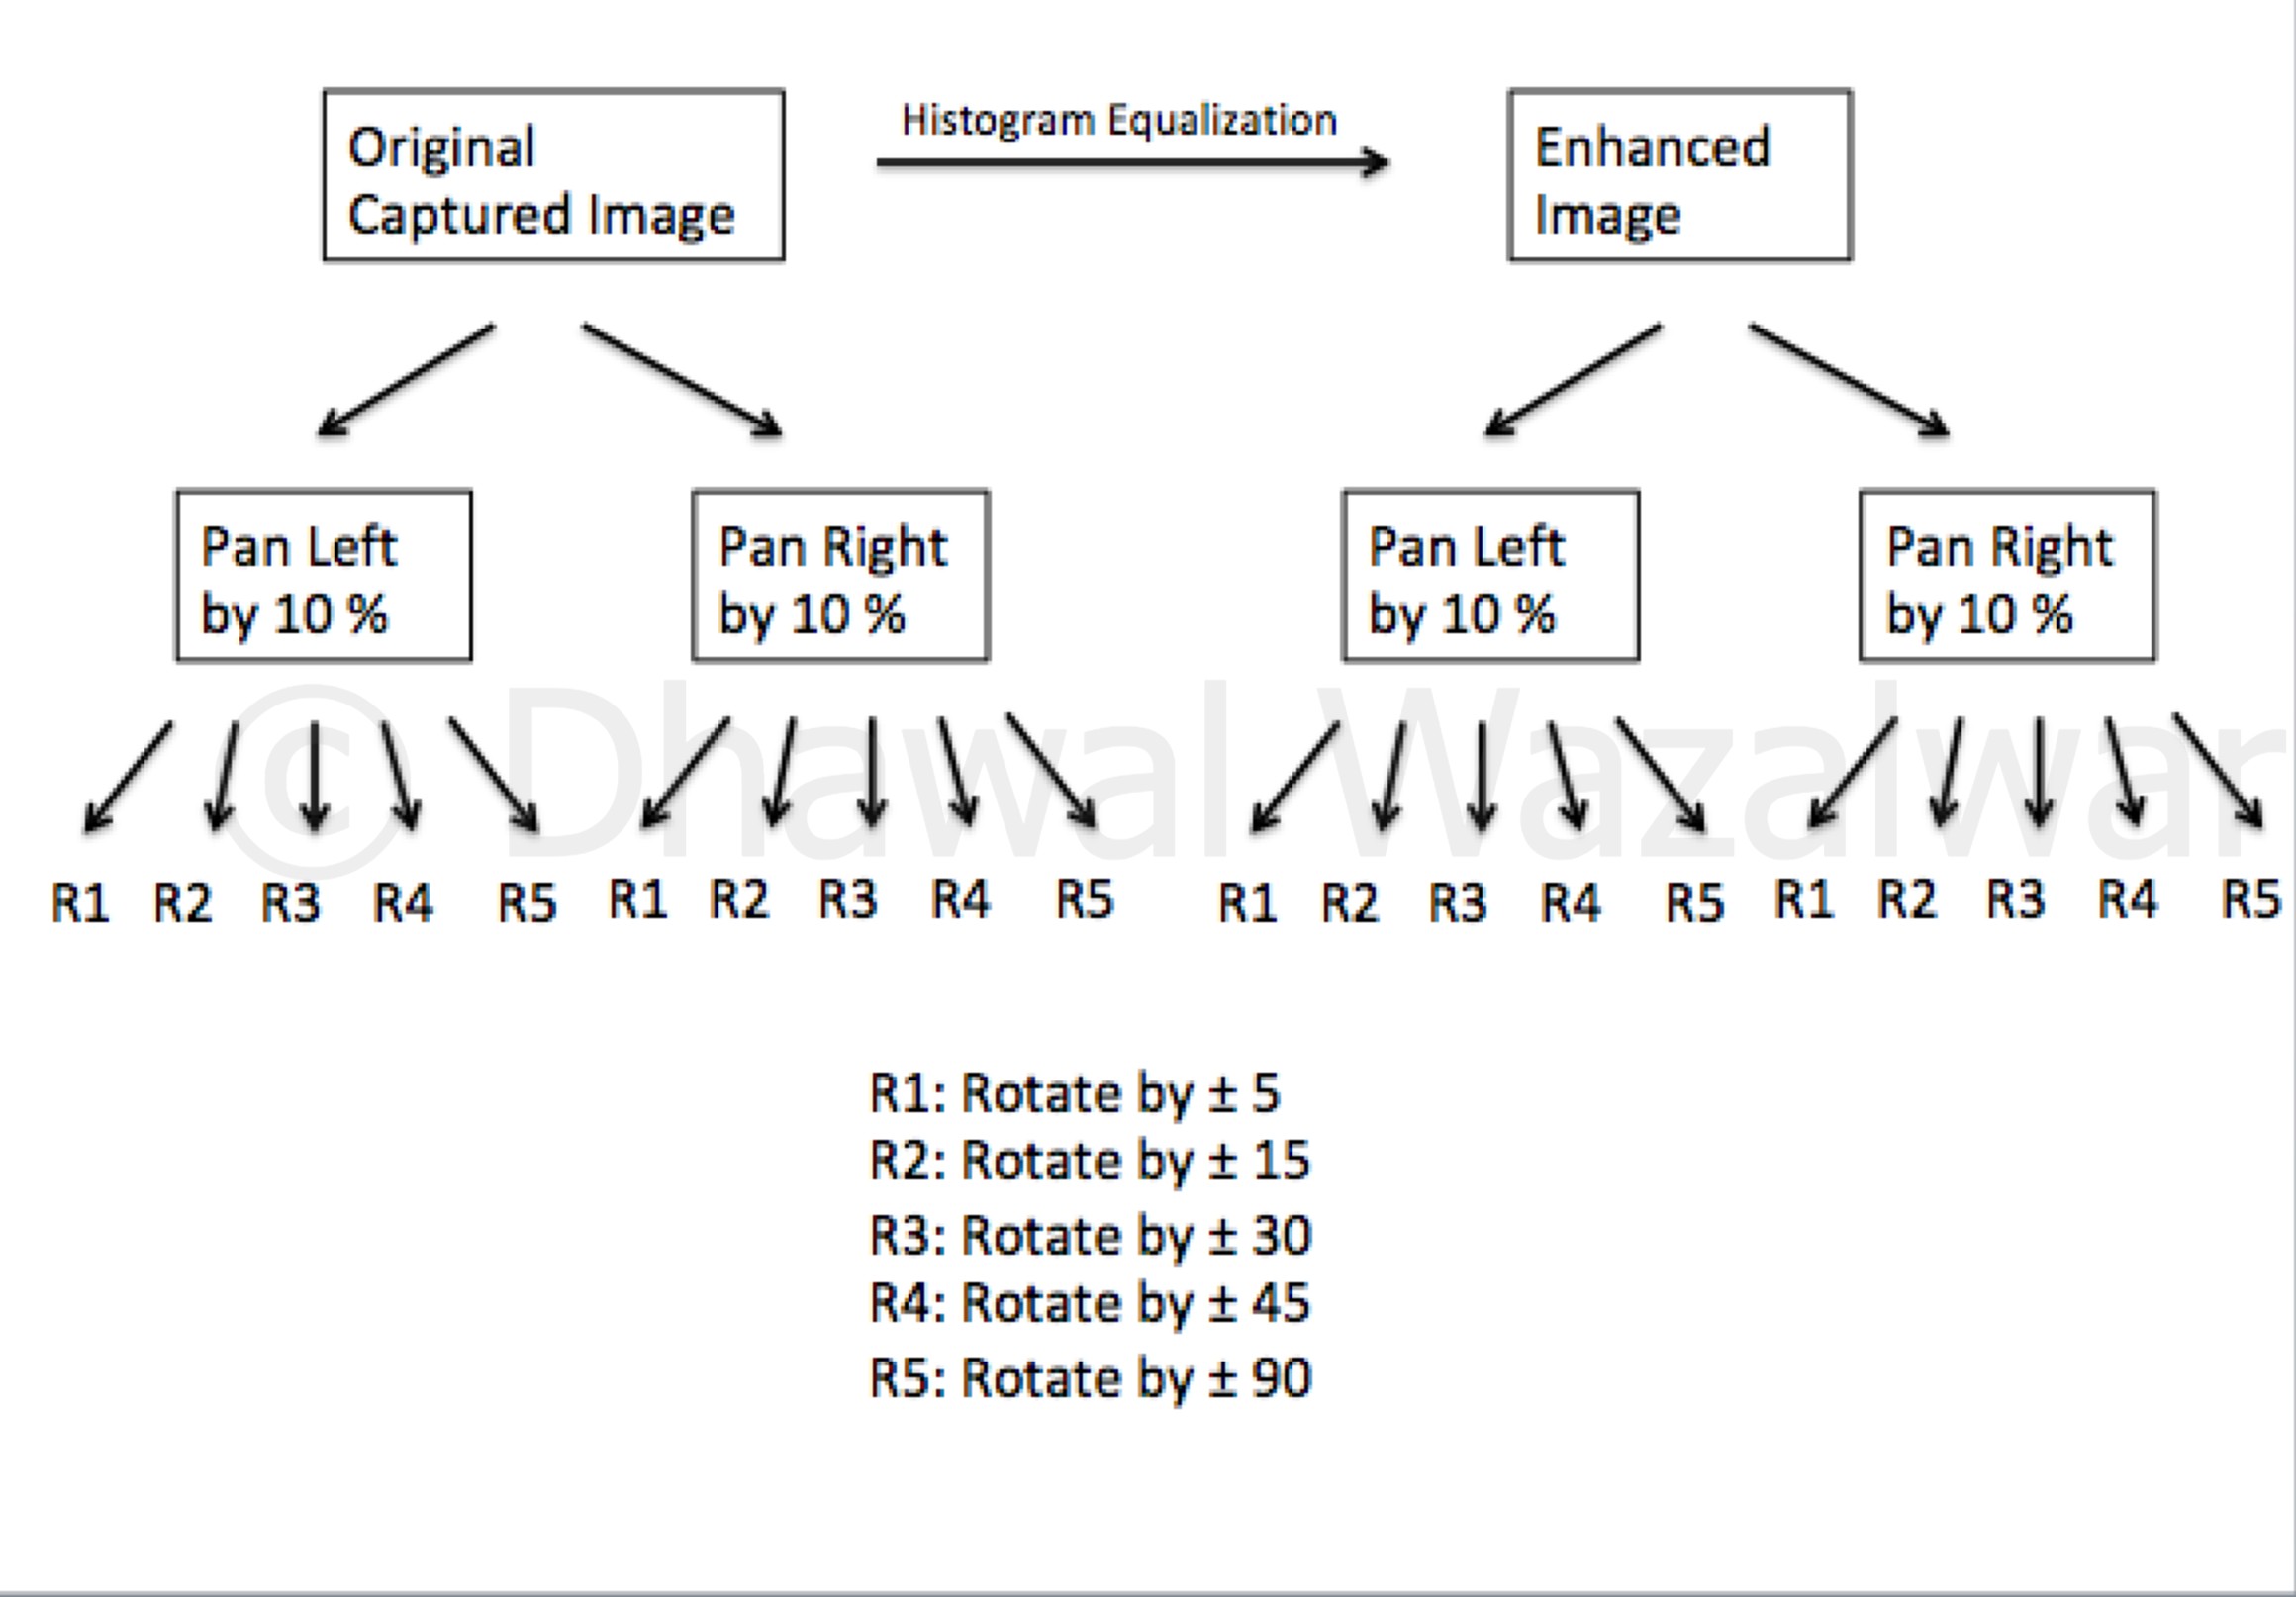 Original
Captured Image
Histogram Equalization
Enhanced
Image
Pan Left
by 10 %
Pan Right
by 10 %
Pan Left
by 10 %
Pan Right
by 10 %
© Dhawal Wazalwar
R1 R2 R3 R4 R5 R1 R2 R3 R4 R5 R1 R2 R3 R4 R5 R1 R2 R3 R4 R5
R1: Rotate by ± 5
R2: Rotate by ± 15
R3: Rotate by ± 30
R4: Rotate by ± 45
R5: Rotate by ± 90